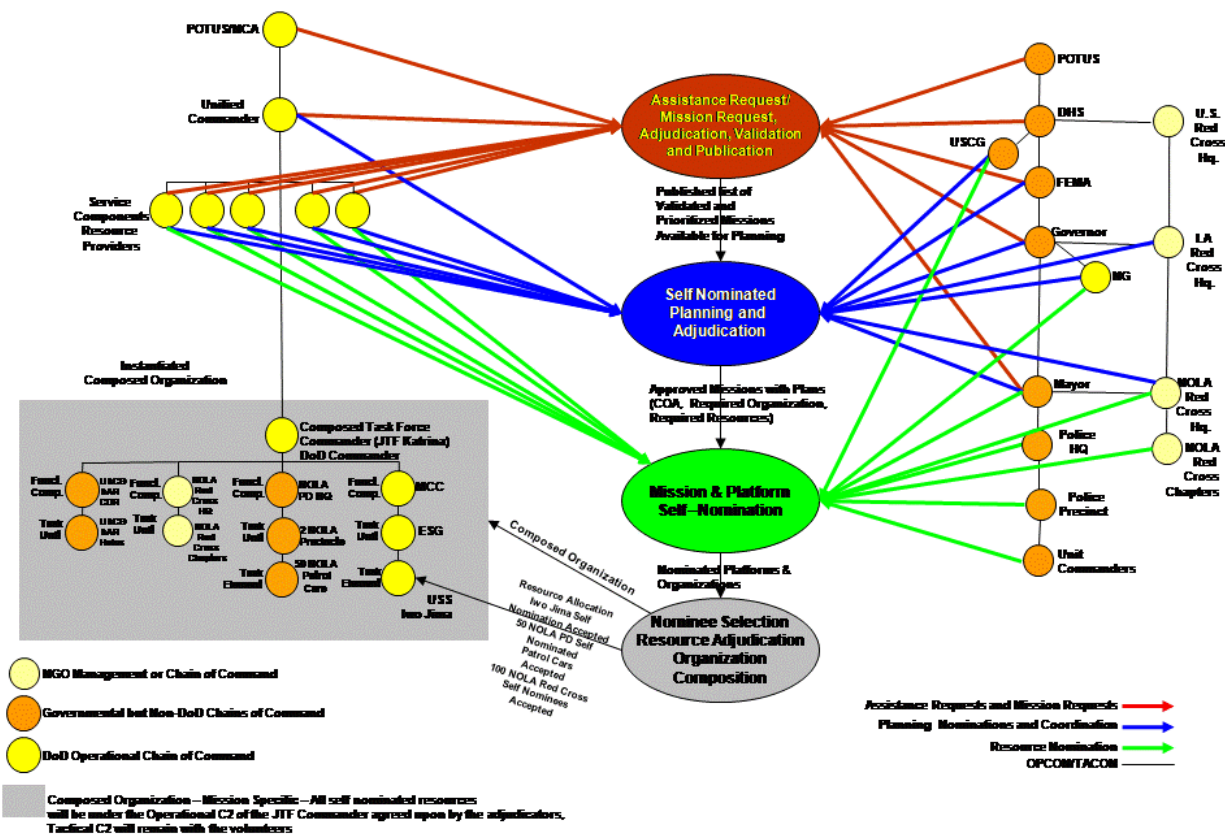 POTUS/NCA
Unified
Commander
Service
Components
Resource
Providers
Assistance Request/
Mission Request,
Adjudication, Validation
and Publication
Published list of
Validated and
Prioritized Missions
Available for Planning
Self Nominated
Planning and
Adjudication
Approved Missions with Plans
(COA, Required Organization,
Required Resources)
Mission & Platform
Self–Nomination
Nominated Platforms &
Organizations
Nominee Selection
Resource Adjudication
Organization
Composition
POTUS
DHS
USCG
FEMA
Governor
NG
Mayor
Police
HQ
Police
Precinct
Unit
Commanders
U.S.
Red
Cross
Hq.
LA
Red
Cross
Hq.
NOLA
Red
Cross
Hq.
NOLA
Red
Cross
Chapters
Instantiated
Composed Organization
Composed Task Force
Commander (JTF Katrina)
DoD Commander
Funcl.
Comp.
SAR
Task
Unit
SAR
Funcl.
Comp.
NOLA
Red
Cross
HQ
Task
Unit
NOLA
Red
Cross
Chapters
Funcl.
Comp.
NOLA
PD HQ
Task
Unit
2 NOLA
Precincts
Task
Element
50 NOLA
Patrol
Cars
Funcl.
Comp.
NCC
Task
Unit
ESG
Task
Element
USS
Iwo Jima
Composed Organization
Resource Allocation
Iwo Jima Self
Nomination Accepted
50 NOLA PD Self
Nominated
Patrol Cars
Accepted
100 NOLA Red Cross
Self Nominees
Accepted
NGO Management or Chain of Command
Governmental but Non-DoD Chains of Command
DoD Operational Chain of Command
Composed Organization – Mission Specific – All self nominated resources
will be under the Operational C2 of the JTF Commander agreed upon by the adjudicators,
Tactical C2 will remain with the volunteers
Assistance Requests and Mission Requests
Planning Nominations and Coordination
Resource Nomination
OPCOM/TACOM